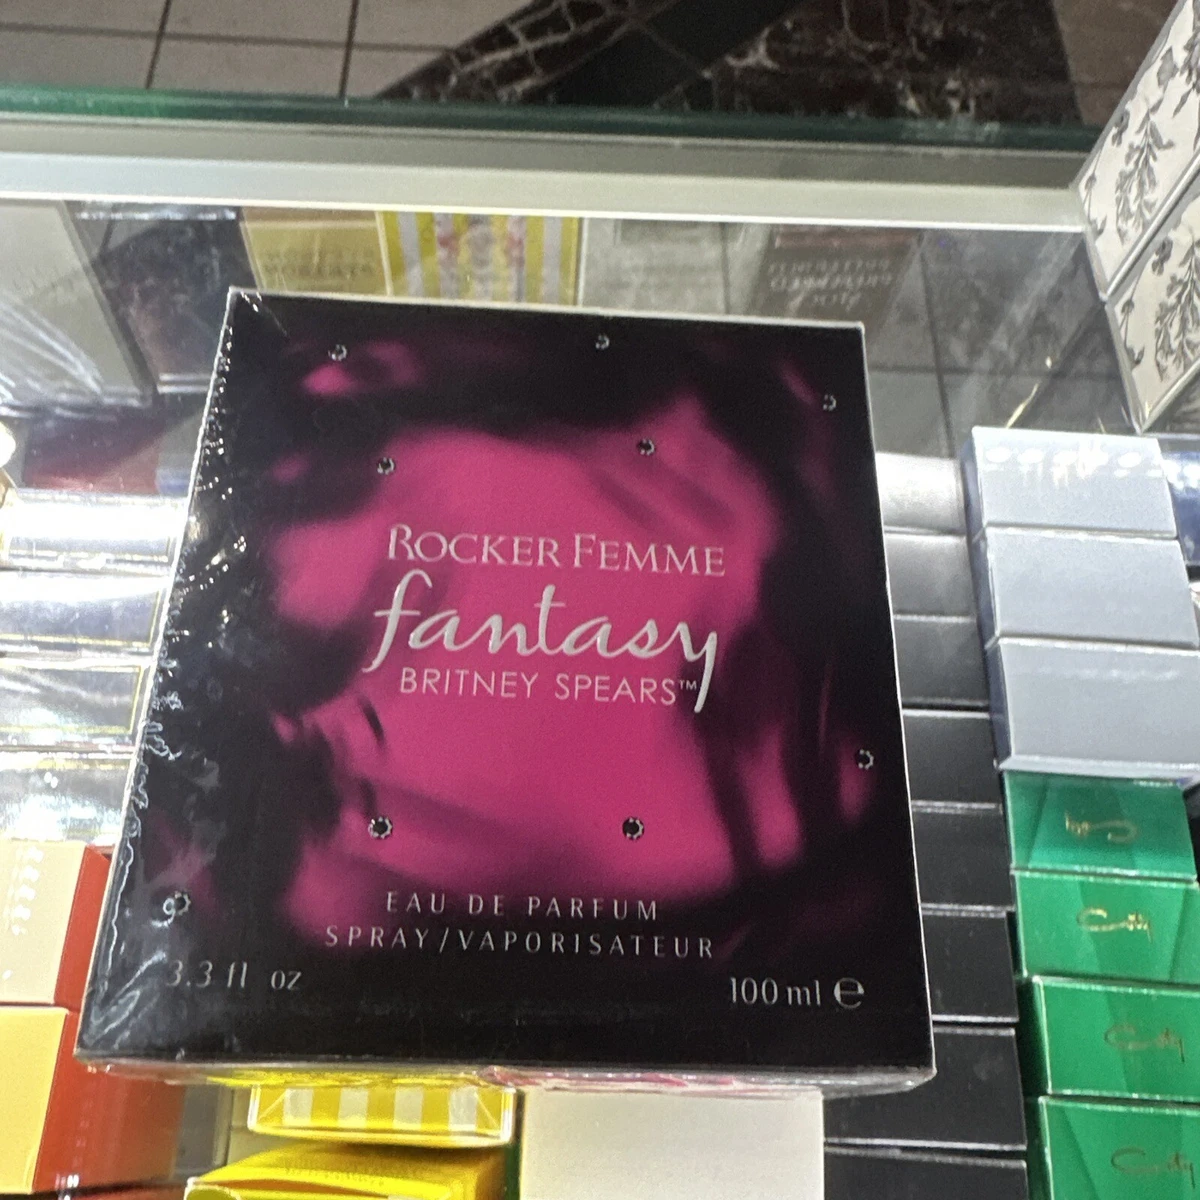 ROCKER FEMME
fantasy
BRITNEY SPEARS™
EAU DE PARFUM
SPRAY/VAPORISATEUR
3.3 fl oz
100 ml ℮